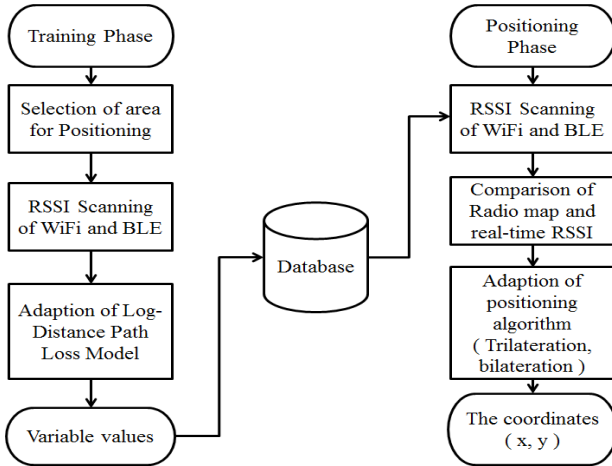 Training Phase
Selection of area
for Positioning
RSSI Scanning
of WiFi and BLE
Adaption of Log-
Distance Path
Loss Model
Variable values
Database
Positioning
Phase
RSSI Scanning
of WiFi and BLE
Comparison of
Radio map and
real-time RSSI
Adaption of
positioning
algorithm
( Trilateration,
bilateration )
The coordinates
( x, y )